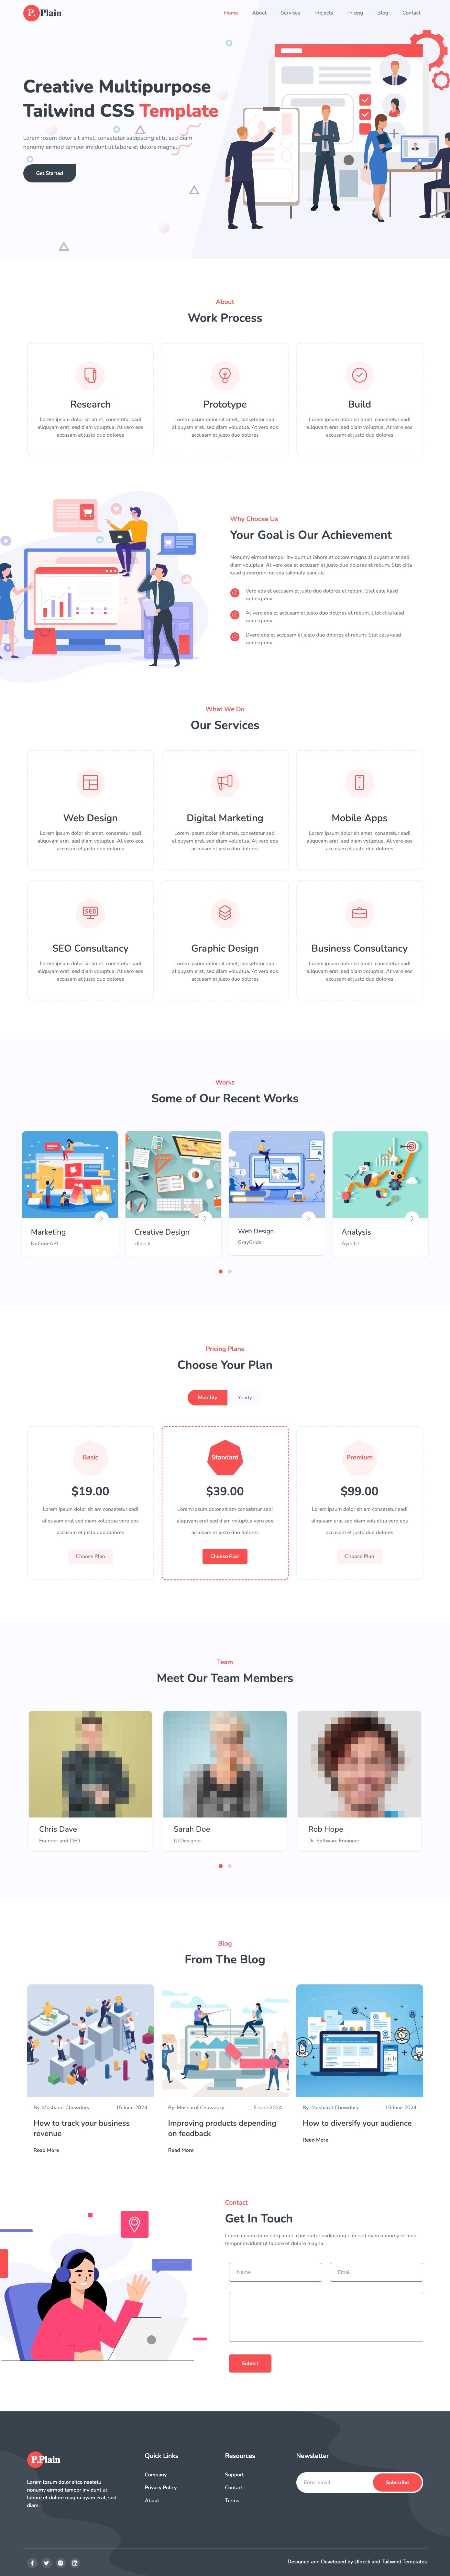 P.Plain
Home About Services Projects Pricing Blog Contact
Creative Multipurpose
Tailwind CSS Template
Lorem ipsum dolor sit amet, consetetur sadipscing elitr, sed diam
nonumy eirmod tempor invidunt ut labore et dolore magna.
Get Started
About
Work Process
Research
Lorem ipsum dolor sit amet, consetetur sadi
aliquyam erat, sed diam voluptua. At vero eos
accusam et justo duo dolores
Prototype
Lorem ipsum dolor sit amet, consetetur sadi
aliquyam erat, sed diam voluptua. At vero eos
accusam et justo duo dolores
Build
Lorem ipsum dolor sit amet, consetetur sadi
aliquyam erat, sed diam voluptua. At vero eos
accusam et justo duo dolores
Why Choose Us
Your Goal is Our Achievement
Nonumy eirmod tempor invidunt ut labore et dolore magna aliquyam erat sed
diam voluptua. At vero eos et accusam et justo duo dolores et rebum. Stet clita
kasd gubergren, no sea takimata sanctus.
Vero eos et accusam et justo duo dolores et rebum. Stet clita kasd
gubergrenv
At vero eos et accusam et justo duo dolores et rebum. Stet clita kasd
gubergrenv
Dvero eos et accusam et justo duo dolores et rebum. Stet clita kasd
gubergrenv
What We Do
Our Services
Web Design
Lorem ipsum dolor sit amet, consetetur sadi
aliquyam erat, sed diam voluptua. At vero eos
accusam et justo duo dolores
Digital Marketing
Lorem ipsum dolor sit amet, consetetur sadi
aliquyam erat, sed diam voluptua. At vero eos
accusam et justo duo dolores
Mobile Apps
Lorem ipsum dolor sit amet, consetetur sadi
aliquyam erat, sed diam voluptua. At vero eos
accusam et justo duo dolores
SEO
SEO Consultancy
Lorem ipsum dolor sit amet, consetetur sadi
aliquyam erat, sed diam voluptua. At vero eos
accusam et justo duo dolores
Graphic Design
Lorem ipsum dolor sit amet, consetetur sadi
aliquyam erat, sed diam voluptua. At vero eos
accusam et justo duo dolores
Business Consultancy
Lorem ipsum dolor sit amet, consetetur sadi
aliquyam erat, sed diam voluptua. At vero eos
accusam et justo duo dolores
Works
Some of Our Recent Works
Marketing
NoCodeAPI
Creative Design
UIdeck
Web Design
GrayGrids
Analysis
Ayro UI
Pricing Plans
Choose Your Plan
Monthly Yearly
Basic
$19.00
Lorem ipsum dolor sit am consetetur sadi
aliquyam erat sed diam voluptua vero eos
accusam et justo duo dolores
Choose Plan
Standard
$39.00
Lorem ipsum dolor sit am consetetur sadi
aliquyam erat sed diam voluptua vero eos
accusam et justo duo dolores
Choose Plan
Premium
$99.00
Lorem ipsum dolor sit am consetetur sadi
aliquyam erat sed diam voluptua vero eos
accusam et justo duo dolores
Choose Plan
Team
Meet Our Team Members
Chris Dave
Founder and CEO
Sarah Doe
UI Designer
Rob Hope
Dr. Software Engineer
Blog
From The Blog
By: Musharof Chowdury 15 June 2024
How to track your business
revenue
Read More
By: Musharof Chowdury 15 June 2024
Improving products depending
on feedback
Read More
By: Musharof Chowdury 15 June 2024
How to diversify your audience
Read More
Contact
Get In Touch
Lorem ipsum dolor sitng amet, consetetur sadipscing elitr sed diam nonumy eirmod
tempor invidunt ut labore et dolore magna.
Name
Email
Submit
P.Plain
Lorem ipsum dolor sitco nsetetu
nonumy eirmod tempor invidunt ut
labore et dolore magna uyam erat, sed
diam.
Quick Links
Company
Privacy Policy
About
Resources
Support
Contact
Terms
Newsletter
Enter email
Subscribe
Designed and Developed by UIdeck and Tailwind Templates